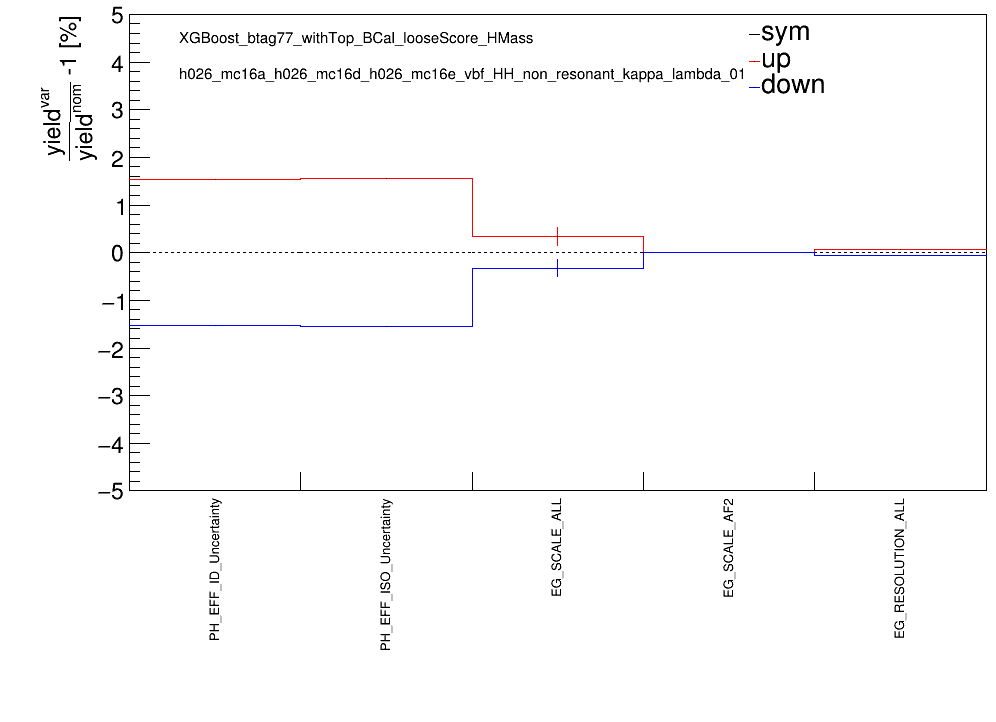 yield^var / yield^nom -1 [%]
5
4
3
2
1
0
−1
−2
−3
−4
−5
XGBoost_btag77_withTop_BCal_looseScore_HMass
h026_mc16a_h026_mc16d_h026_mc16e_vbf_HH_non_resonant_kappa_lambda_01
sym
up
down
PH_EFF_ID_Uncertainty
PH_EFF_ISO_Uncertainty
EG_SCALE_ALL
EG_SCALE_AF2
EG_RESOLUTION_ALL